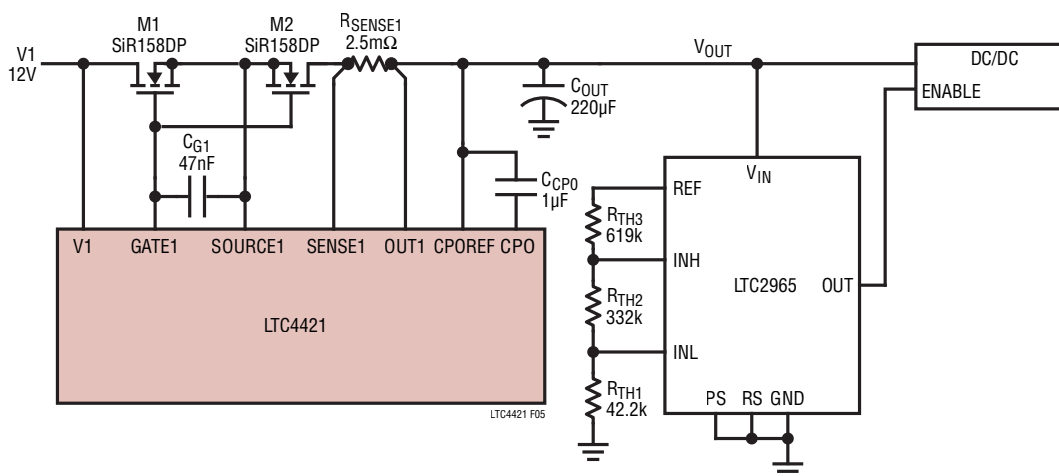 M1
SiR158DP
M2
SiR158DP
RSENSE1
2.5mΩ
V1
12V
VOUT
DC/DC
ENABLE
COUT
220µF
CG1
47nF
CCPO
1µF
V1
GATE1
SOURCE1
SENSE1
OUT1
CPOREF
CPO
LTC4421
LTC4421 F05
VIN
REF
RTH3
619k
INH
LTC2965
OUT
RTH2
332k
INL
RTH1
42.2k
PS
RS
GND